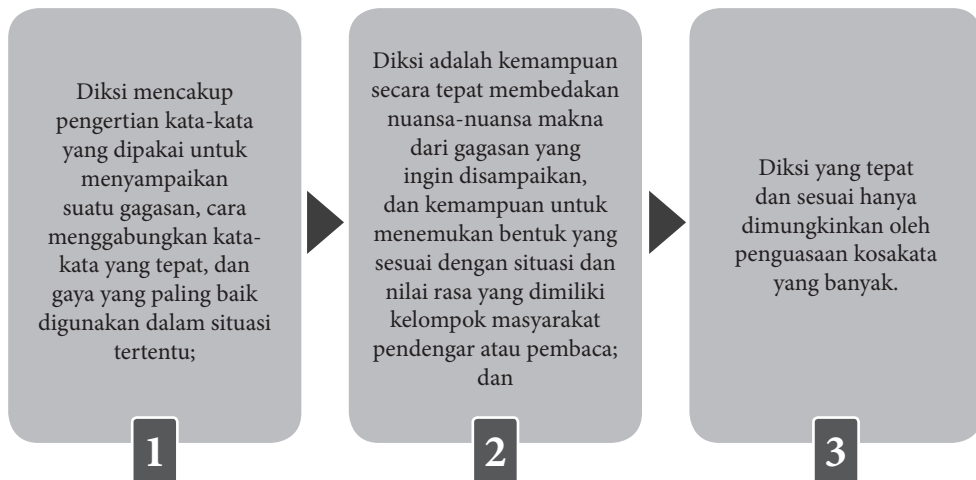 Diksi mencakup
pengertian kata-kata
yang dipakai untuk
menyampaikan
suatu gagasan, cara
menggabungkan kata-
kata yang tepat, dan
gaya yang paling baik
digunakan dalam situasi
tertentu;
1
Diksi adalah kemampuan
secara tepat membedakan
nuansa-nuansa makna
dari gagasan yang
ingin disampaikan,
dan kemampuan untuk
menemukan bentuk yang
sesuai dengan situasi dan
nilai rasa yang dimiliki
kelompok masyarakat
pendengar atau pembaca;
dan
2
Diksi yang tepat
dan sesuai hanya
dimungkinkan oleh
penguasaan kosakata
yang banyak.
3